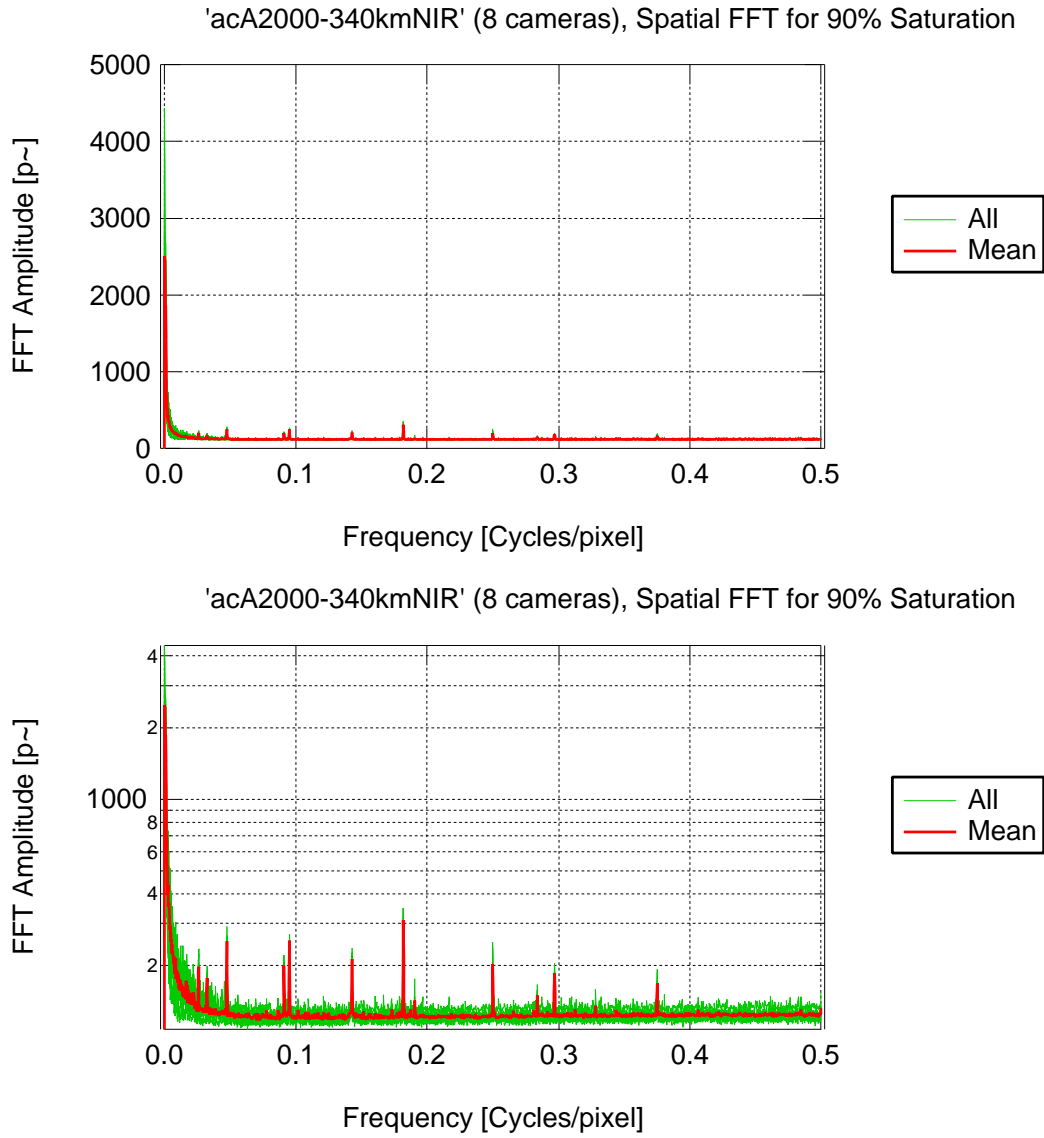 'acA2000-340kmNIR' (8 cameras), Spatial FFT for 90% Saturation
5000
4000
3000
2000
1000
0
FFT Amplitude [p~]
0.0 0.1 0.2 0.3 0.4 0.5
Frequency [Cycles/pixel]
All
Mean
'acA2000-340kmNIR' (8 cameras), Spatial FFT for 90% Saturation
4
2
1000
8
6
4
2
FFT Amplitude [p~]
0.0 0.1 0.2 0.3 0.4 0.5
Frequency [Cycles/pixel]
All
Mean